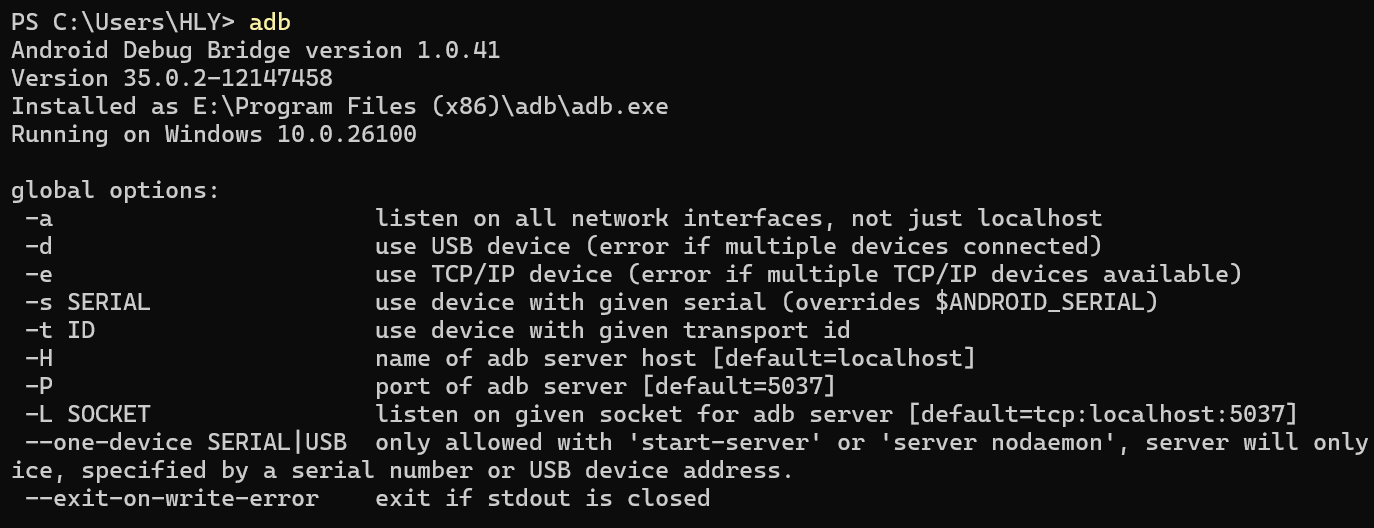 PS C:\Users\HLY> adb
Android Debug Bridge version 1.0.41
Version 35.0.2-12147458
Installed as E:\Program Files (x86)\adb\adb.exe
Running on Windows 10.0.26100
global options:
 -a                       listen on all network interfaces, not just localhost
 -d                       use USB device (error if multiple devices connected)
 -e                       use TCP/IP device (error if multiple TCP/IP devices available)
 -s SERIAL                use device with given serial (overrides $ANDROID_SERIAL)
 -t ID                    use device with given transport id
 -H                       name of adb server host [default=localhost]
 -P                       port of adb server [default=5037]
 -L SOCKET                listen on given socket for adb server [default=tcp:localhost:5037]
 --one-device SERIAL|USB  only allowed with 'start-server' or 'server nodaemon', server will only
ice, specified by a serial number or USB device address.
 --exit-on-write-error    exit if stdout is closed